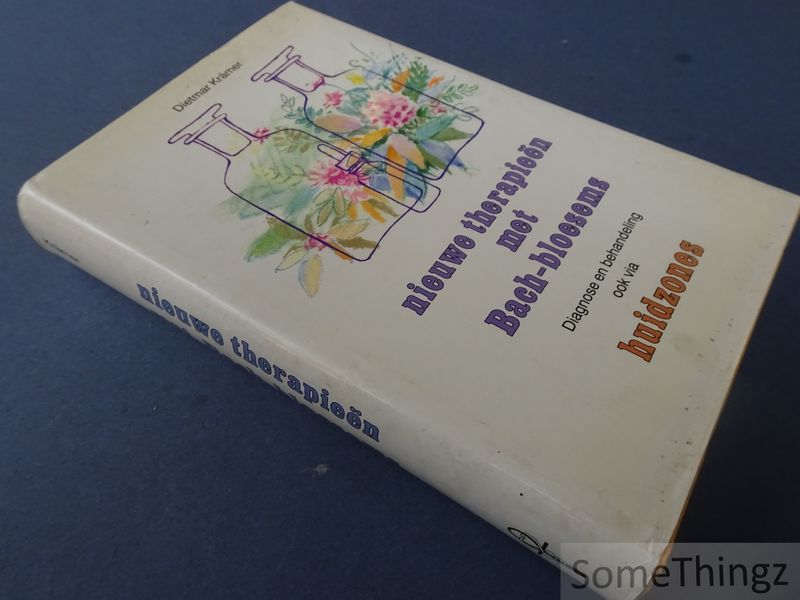 Dietmar Krämer
nieuwe therapieën
met
Bach-bloesems
Diagnose en behandeling
ook via
huidzones
nieuwe therapieën
SomeThingz